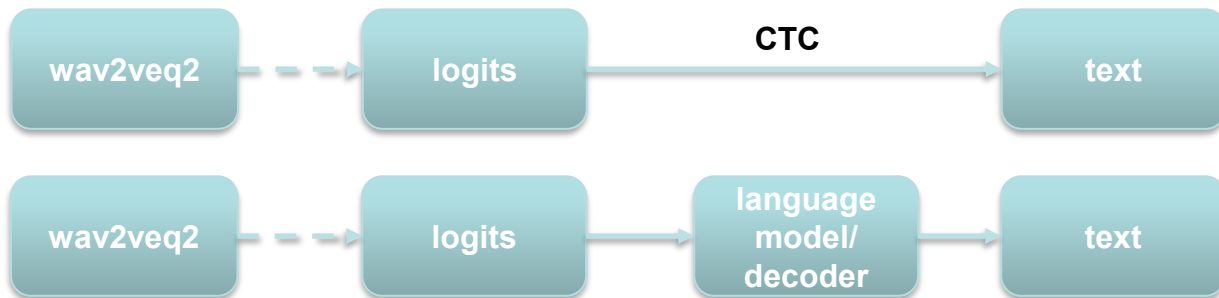 CTC
wav2veq2
logits
text
wav2veq2
logits
language
model/
decoder
text